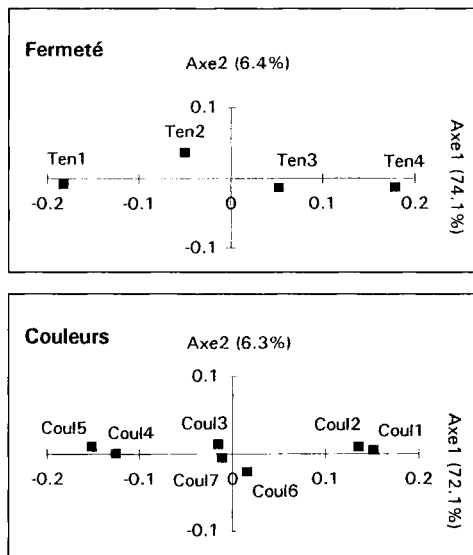 Fermeté
Axe2 (6.4%)
0.1
Ten2
Ten1
Ten3
Ten4
-0.2
-0.1
0
0.1
0.2
-0.1
Axe1 (74.1%)
Couleurs
Axe2 (6.3%)
0.1
Coul5
Coul4
Coul3
Coul2
Coul1
-0.2
-0.1
0
0.1
0.2
Coul7
Coul6
-0.1
Axe1 (72.1%)